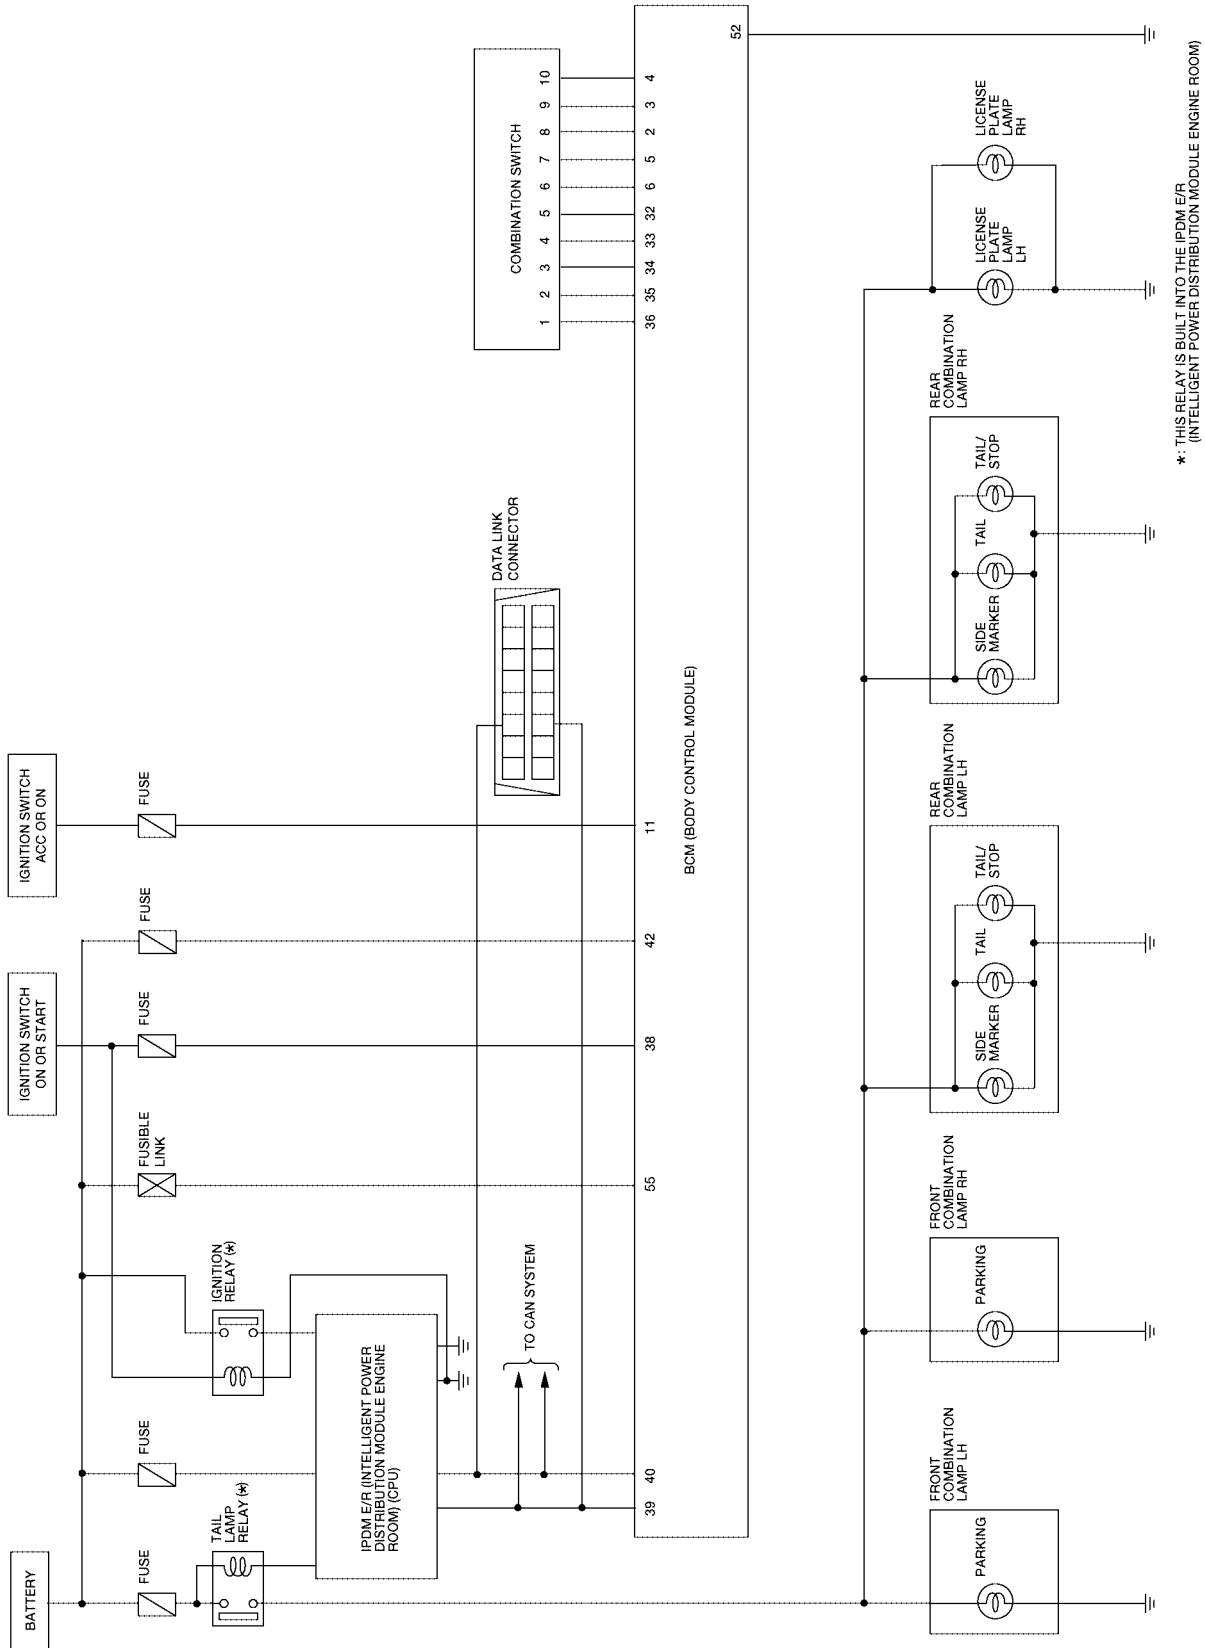 BATTERY
IGNITION SWITCH
ON OR START
IGNITION SWITCH
ACC OR ON
FUSE
FUSE
FUSIBLE
LINK
FUSE
FUSE
FUSE
TAIL
LAMP
RELAY (*)
IGNITION
RELAY (*)
IPDM E/R (INTELLIGENT POWER
DISTRIBUTION MODULE ENGINE
ROOM) (CPU)
TO CAN SYSTEM
DATA LINK
CONNECTOR
COMBINATION SWITCH
1 2 3 4 5 6 7 8 9 10
39 40 55 38 42 11 36 35 34 33 32 6 5 2 3 4
BCM (BODY CONTROL MODULE)
52
FRONT
COMBINATION
LAMP LH
PARKING
FRONT
COMBINATION
LAMP RH
PARKING
REAR
COMBINATION
LAMP LH
SIDE
MARKER
TAIL
TAIL/
STOP
REAR
COMBINATION
LAMP RH
SIDE
MARKER
TAIL
TAIL/
STOP
LICENSE
PLATE
LAMP
LH
LICENSE
PLATE
LAMP
RH
*: THIS RELAY IS BUILT INTO THE IPDM E/R
(INTELLIGENT POWER DISTRIBUTION MODULE ENGINE ROOM)